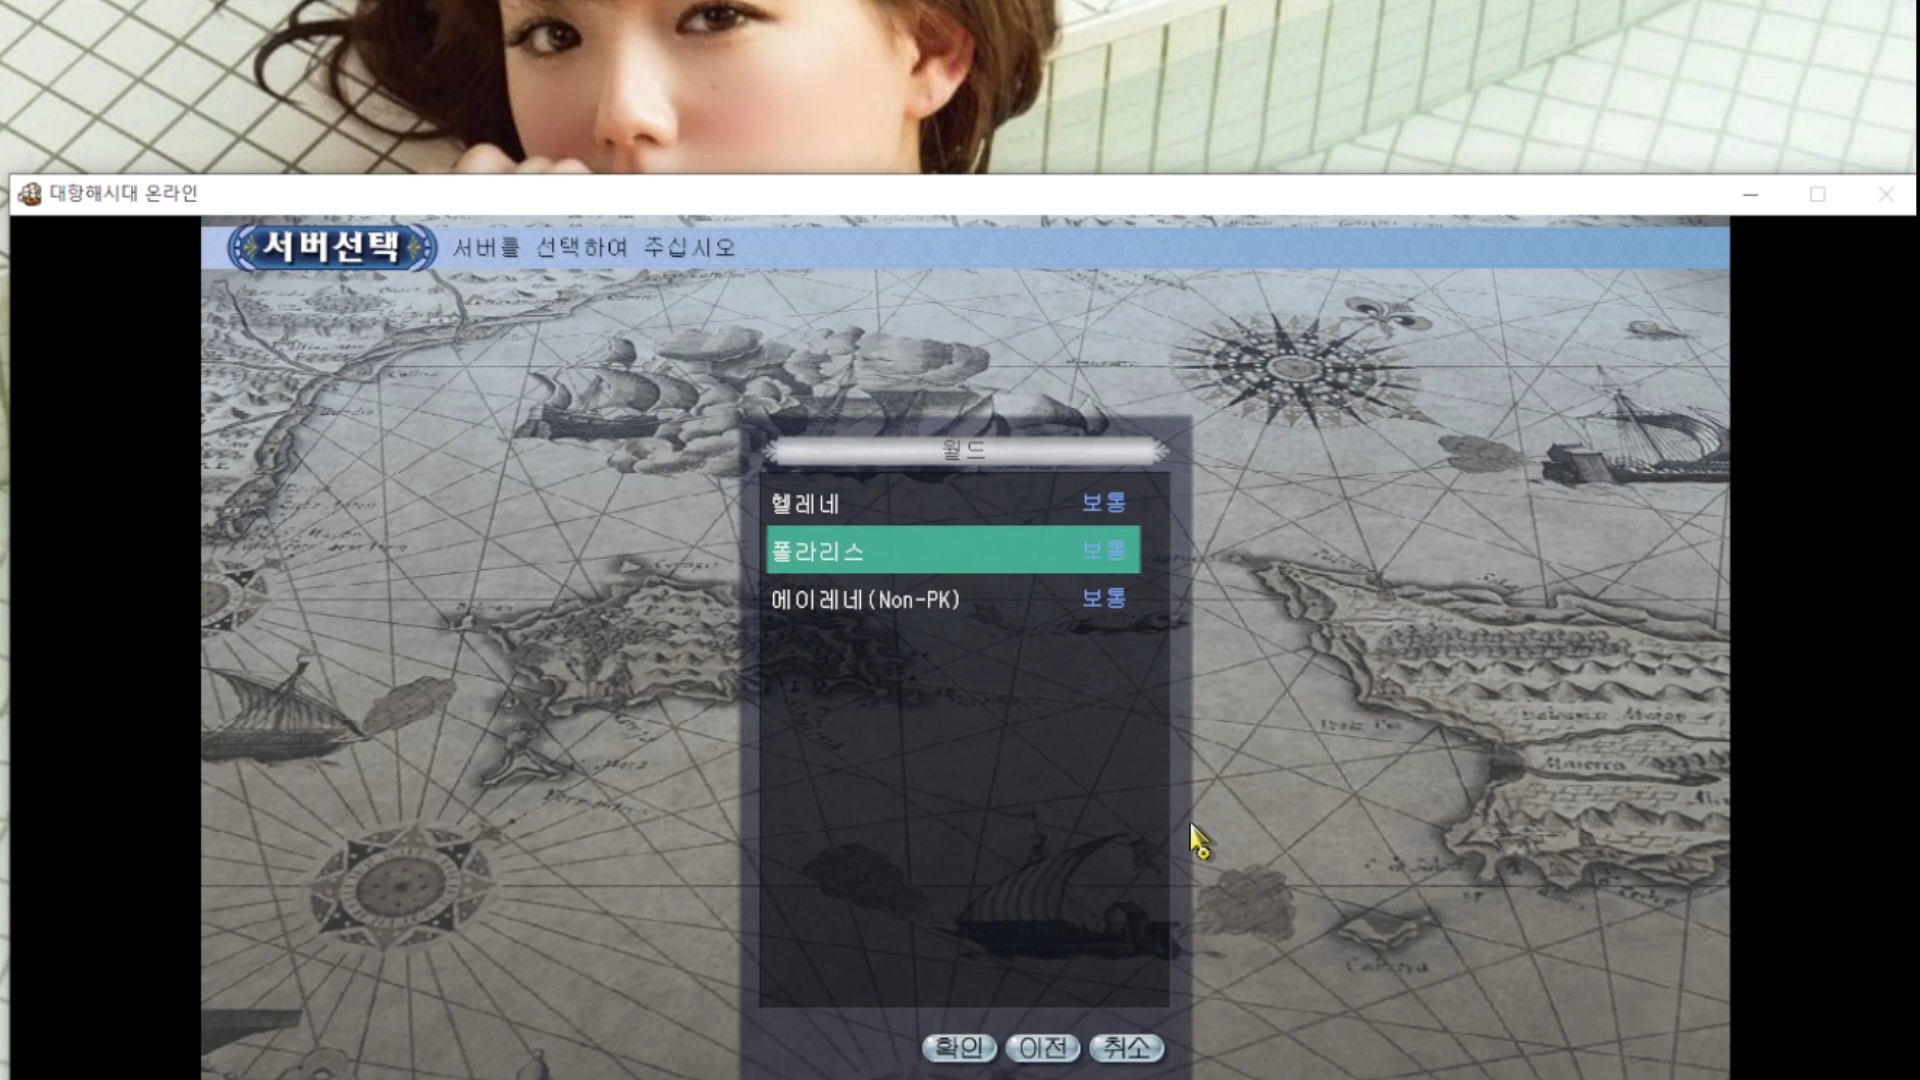 대항해시대 온라인
서버선택 서버를 선택하여 주십시오
월드
헬레네 보통
폴라리스 보통
에이레네(Non-PK) 보통
확인 이전 취소